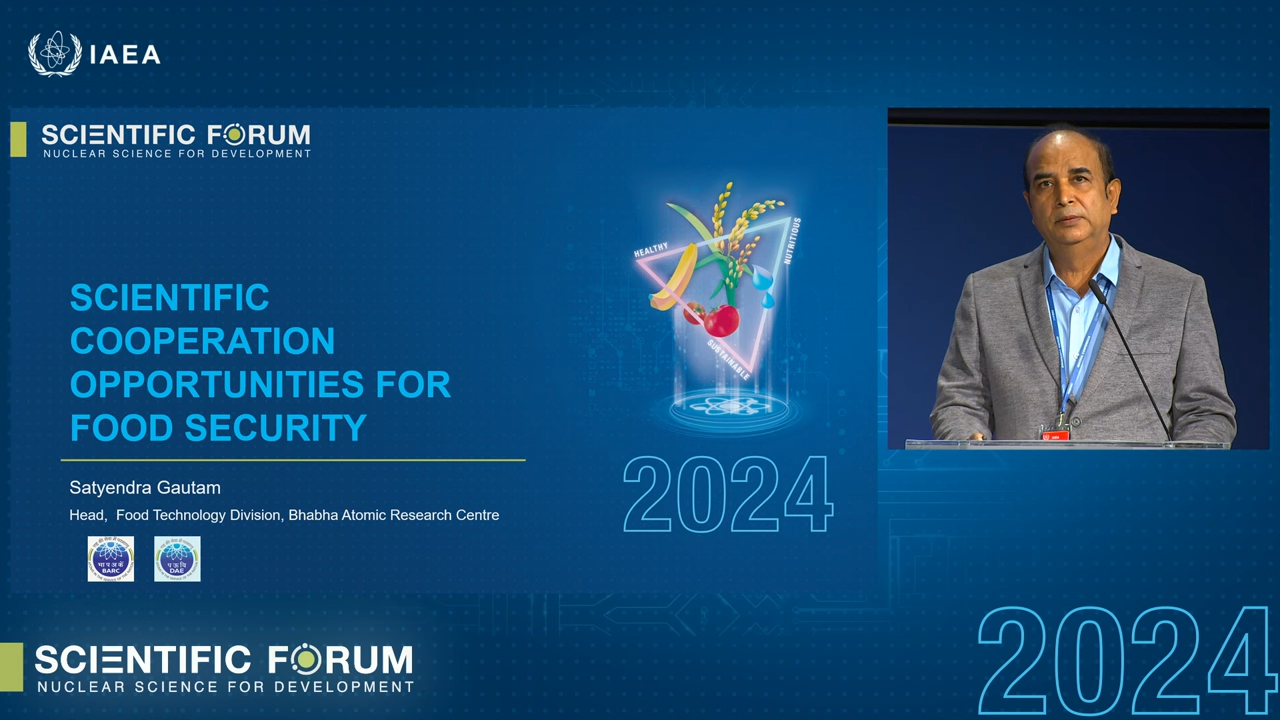 IAEA
SCIENTIFIC FORUM
NUCLEAR SCIENCE FOR DEVELOPMENT
HEALTHY
NUTRITIOUS
SUSTAINABLE
SCIENTIFIC
COOPERATION
OPPORTUNITIES FOR
FOOD SECURITY
2024
Satyendra Gautam
Head, Food Technology Division, Bhabha Atomic Research Centre
भा प अ कें
BARC
प ऊ वि
DAE
SCIENTIFIC FORUM
NUCLEAR SCIENCE FOR DEVELOPMENT
2024